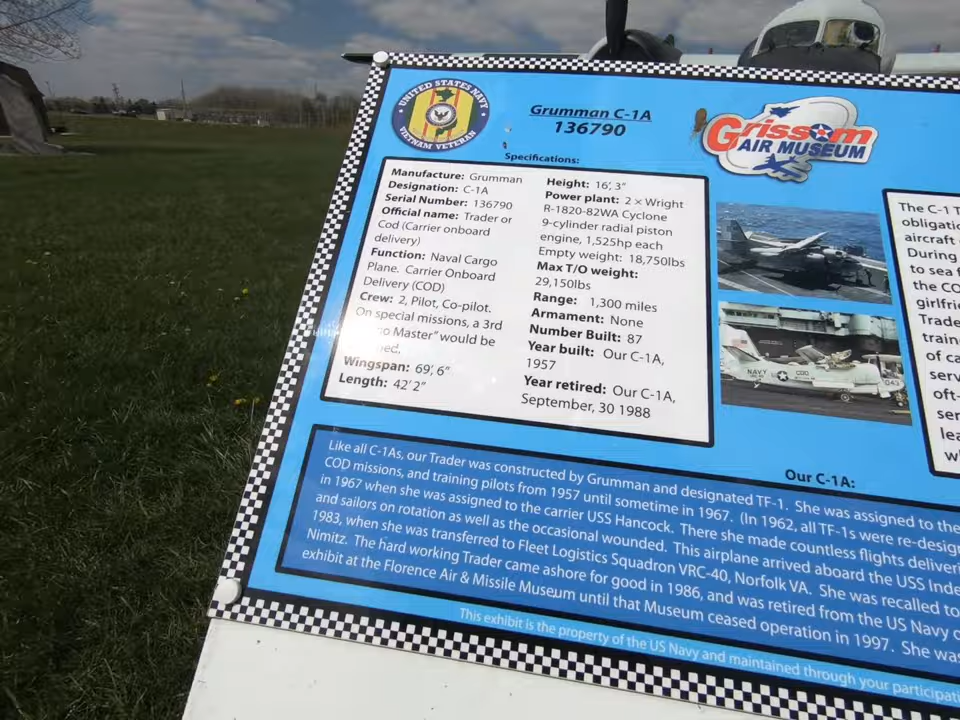 UNITED STATES NAVY
VIETNAM VETERAN
Grumman C-1A
136790
Grissom
AIR MUSEUM
Specifications:
Manufacture: Grumman
Designation: C-1A
Serial Number: 136790
Official name: Trader or
Cod (Carrier onboard
delivery)
Function: Naval Cargo
Plane. Carrier Onboard
Delivery (COD)
Crew: 2, Pilot, Co-pilot.
On special missions, a 3rd
Master" would be
Wingspan: 69', 6"
Length: 42' 2"
Height: 16', 3"
Power plant: 2 × Wright
R-1820-82WA Cyclone
9-cylinder radial piston
engine, 1,525hp each
Empty weight: 18,750lbs
Max T/O weight:
29,150lbs
Range: 1,300 miles
Armament: None
Number Built: 87
Year built: Our C-1A,
1957
Year retired: Our C-1A,
September, 30 1988
NAVY
COD
043
The C-1 T
obligatio
aircraft
During
to sea f
the CO
girlfrie
Trade
train
of ca
serv
oft-
ser
lea
w
Our C-1A:
Like all C-1As, our Trader was constructed by Grumman and designated TF-1. She was assigned to the
COD missions, and training pilots from 1957 until sometime in 1967. (In 1962, all TF-1s were re-desig
in 1967 when she was assigned to the carrier USS Hancock. There she made countless flights deliveri
and sailors on rotation as well as the occasional wounded. This airplane arrived aboard the USS Inde
1983, when she was transferred to Fleet Logistics Squadron VRC-40, Norfolk VA. She was recalled to
Nimitz. The hard working Trader came ashore for good in 1986, and was retired from the US Navy o
exhibit at the Florence Air & Missile Museum until that Museum ceased operation in 1997. She was
This exhibit is the property of the US Navy and maintained through your participati